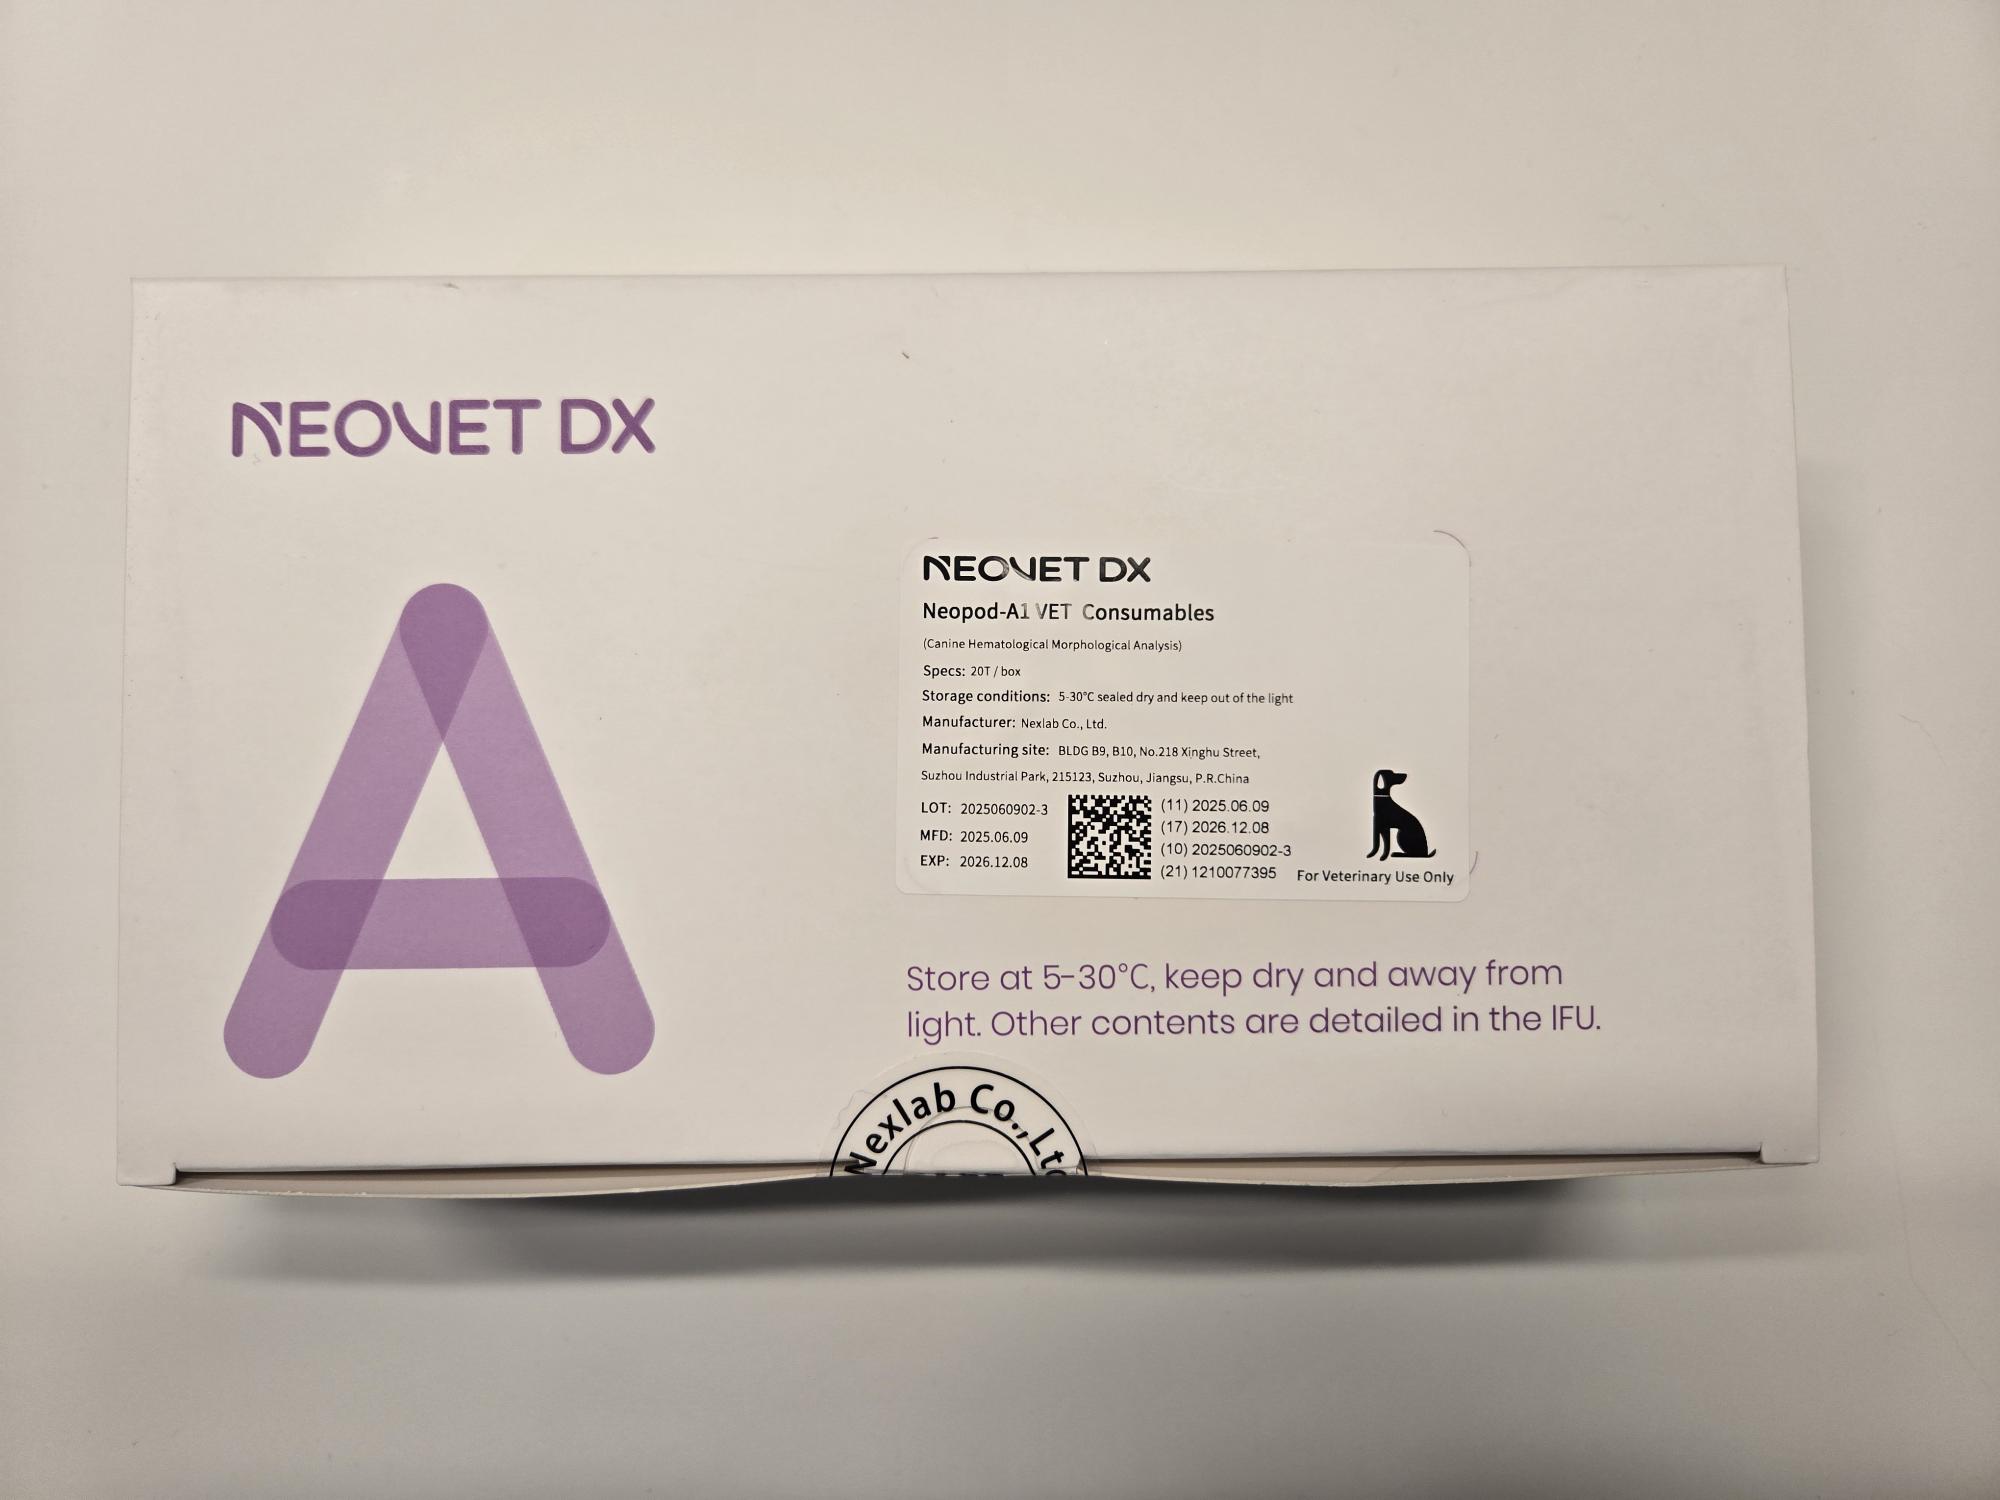 NEOVET DX
NEOVET DX
Neopod-A1 VET Consumables
(Canine Hematological Morphological Analysis)
Specs: 20T / box
Storage conditions: 5-30°C sealed dry and keep out of the light
Manufacturer: Nexlab Co., Ltd.
Manufacturing site: BLDG B9, B10, No.218 Xinghu Street,
Suzhou Industrial Park, 215123, Suzhou, Jiangsu, P.R.China
LOT: 2025060902-3
MFD: 2025.06.09
EXP: 2026.12.08
(11) 2025.06.09
(17) 2026.12.08
(10) 2025060902-3
(21) 1210077395
For Veterinary Use Only
Store at 5-30°C, keep dry and away from
light. Other contents are detailed in the IFU.
Nexlab Co.,Ltd